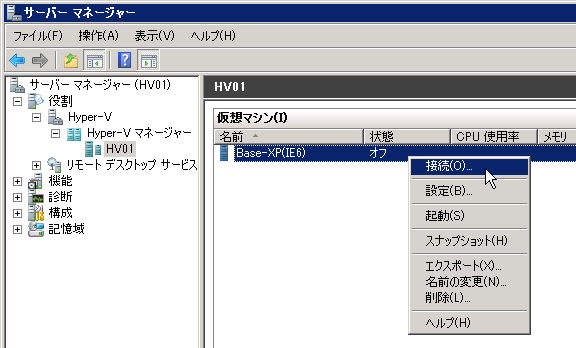 サーバー マネージャー
ファイル(F) 操作(A) 表示(V) ヘルプ(H)
サーバー マネージャー (HV01)
役割
Hyper-V
Hyper-V マネージャー
HV01
リモート デスクトップ サービス
機能
診断
構成
記憶域
HV01
仮想マシン(I)
名前 状態 CPU 使用率 メモリ
Base-XP(IE6) オフ
接続(O)...
設定(B)...
起動(S)
スナップショット(H)
エクスポート(X)...
名前の変更(N)...
削除(L)...
ヘルプ(H)